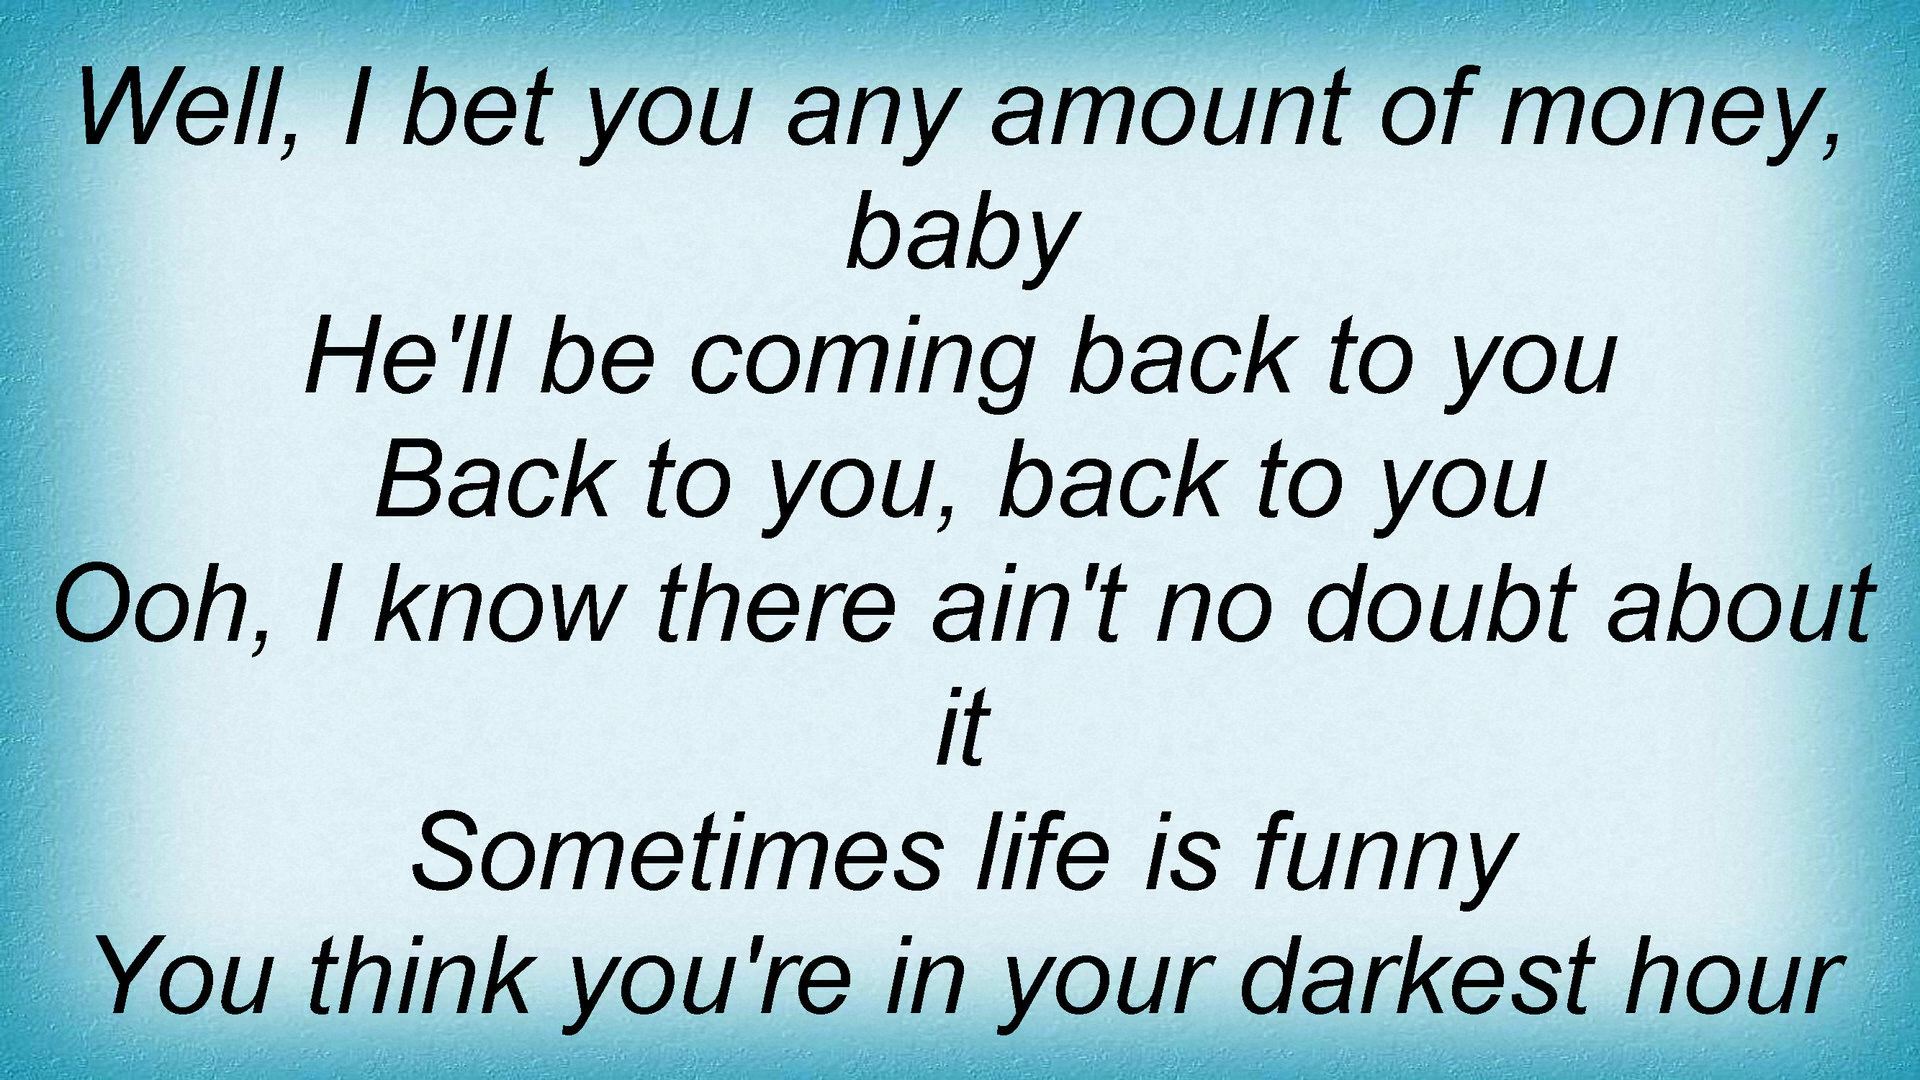 Well, I bet you any amount of money,
baby
He'll be coming back to you
Back to you, back to you
Ooh, I know there ain't no doubt about
it
Sometimes life is funny
You think you're in your darkest hour